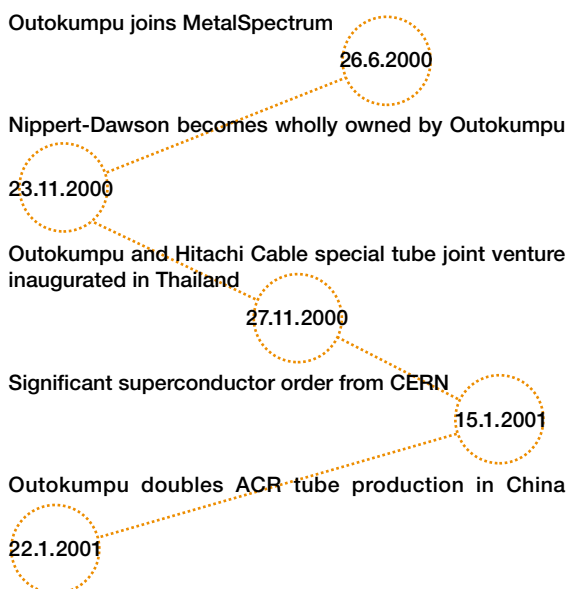 Outokumpu joins MetalSpectrum
26.6.2000
Nippert-Dawson becomes wholly owned by Outokumpu
23.11.2000
Outokumpu and Hitachi Cable special tube joint venture
inaugurated in Thailand
27.11.2000
Significant superconductor order from CERN
15.1.2001
Outokumpu doubles ACR tube production in China
22.1.2001